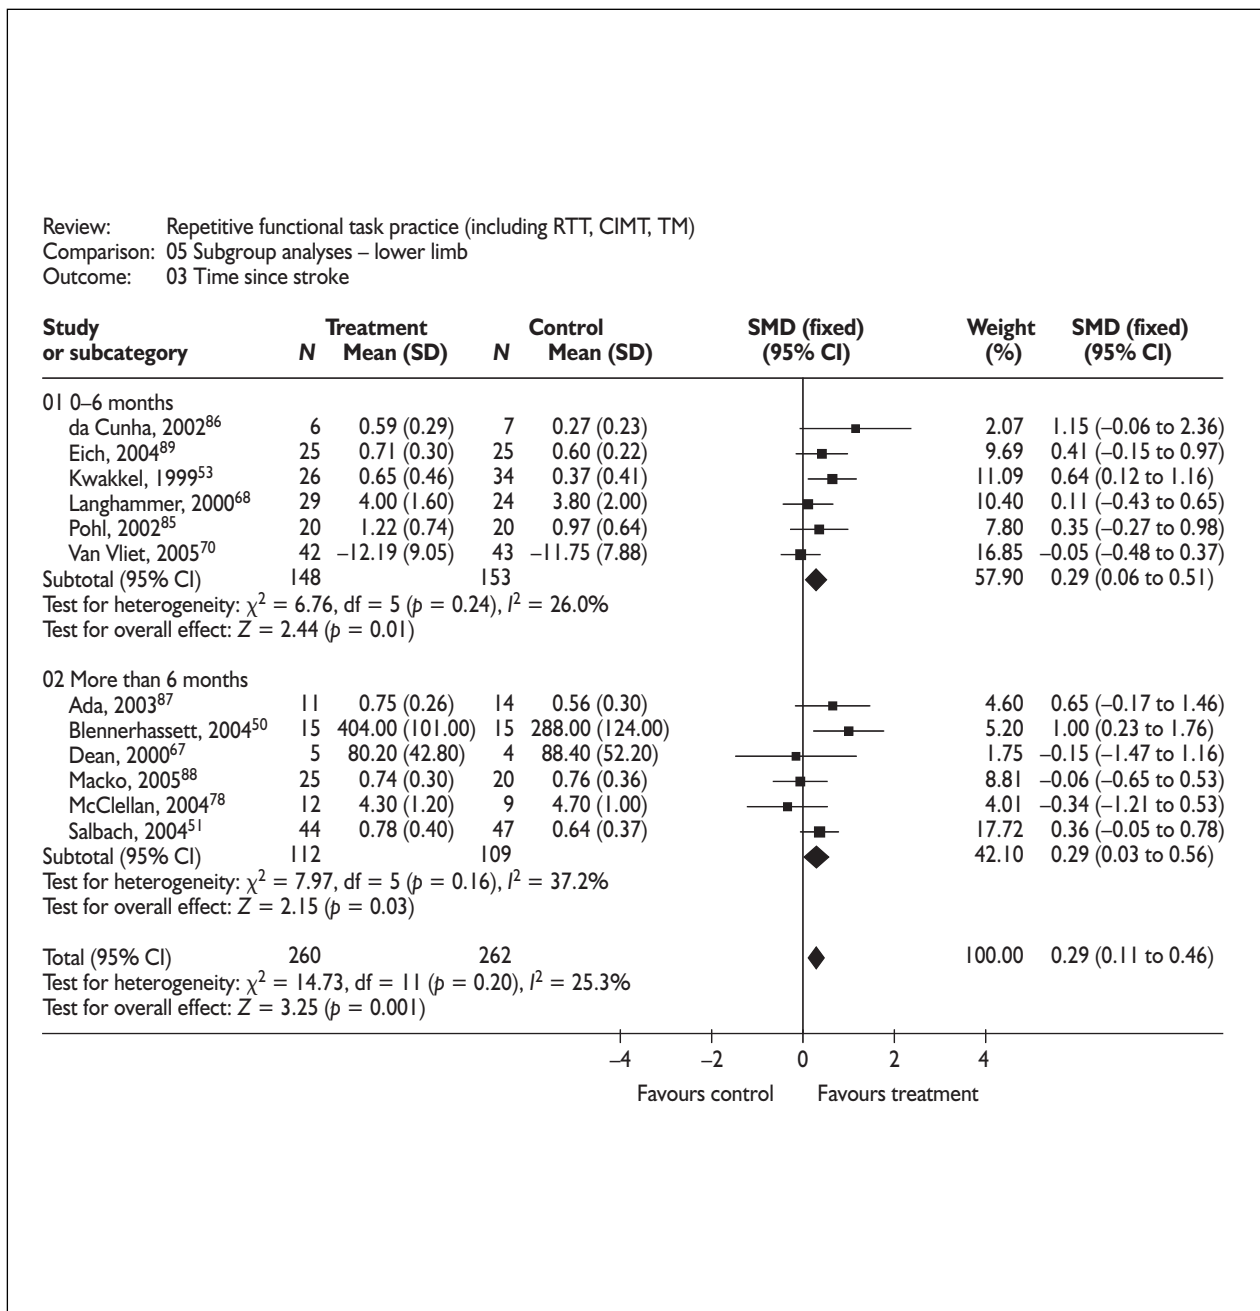 Review: Repetitive functional task practice (including RTT, CIMT, TM)
Comparison: 05 Subgroup analyses – lower limb
Outcome: 03 Time since stroke
Study Treatment Control SMD (fixed) Weight SMD (fixed)
or subcategory N Mean (SD) N Mean (SD) (95% CI) (%) (95% CI)
01 0–6 months
da Cunha, 2002⁸⁶ 6 0.59 (0.29) 7 0.27 (0.23) 2.07 1.15 (–0.06 to 2.36)
Eich, 2004⁸⁹ 25 0.71 (0.30) 25 0.60 (0.22) 9.69 0.41 (–0.15 to 0.97)
Kwakkel, 1999⁵³ 26 0.65 (0.46) 34 0.37 (0.41) 11.09 0.64 (0.12 to 1.16)
Langhammer, 2000⁶⁸ 29 4.00 (1.60) 24 3.80 (2.00) 10.40 0.11 (–0.43 to 0.65)
Pohl, 2002⁸⁵ 20 1.22 (0.74) 20 0.97 (0.64) 7.80 0.35 (–0.27 to 0.98)
Van Vliet, 2005⁷⁰ 42 –12.19 (9.05) 43 –11.75 (7.88) 16.85 –0.05 (–0.48 to 0.37)
Subtotal (95% CI) 148 153 57.90 0.29 (0.06 to 0.51)
Test for heterogeneity: χ² = 6.76, df = 5 (p = 0.24), I² = 26.0%
Test for overall effect: Z = 2.44 (p = 0.01)
02 More than 6 months
Ada, 2003⁸⁷ 11 0.75 (0.26) 14 0.56 (0.30) 4.60 0.65 (–0.17 to 1.46)
Blennerhassett, 2004⁵⁰ 15 404.00 (101.00) 15 288.00 (124.00) 5.20 1.00 (0.23 to 1.76)
Dean, 2000⁶⁷ 5 80.20 (42.80) 4 88.40 (52.20) 1.75 –0.15 (–1.47 to 1.16)
Macko, 2005⁸⁸ 25 0.74 (0.30) 20 0.76 (0.36) 8.81 –0.06 (–0.65 to 0.53)
McClellan, 2004⁷⁸ 12 4.30 (1.20) 9 4.70 (1.00) 4.01 –0.34 (–1.21 to 0.53)
Salbach, 2004⁵¹ 44 0.78 (0.40) 47 0.64 (0.37) 17.72 0.36 (–0.05 to 0.78)
Subtotal (95% CI) 112 109 42.10 0.29 (0.03 to 0.56)
Test for heterogeneity: χ² = 7.97, df = 5 (p = 0.16), I² = 37.2%
Test for overall effect: Z = 2.15 (p = 0.03)
Total (95% CI) 260 262 100.00 0.29 (0.11 to 0.46)
Test for heterogeneity: χ² = 14.73, df = 11 (p = 0.20), I² = 25.3%
Test for overall effect: Z = 3.25 (p = 0.001)
–4 –2 0 2 4
Favours control Favours treatment